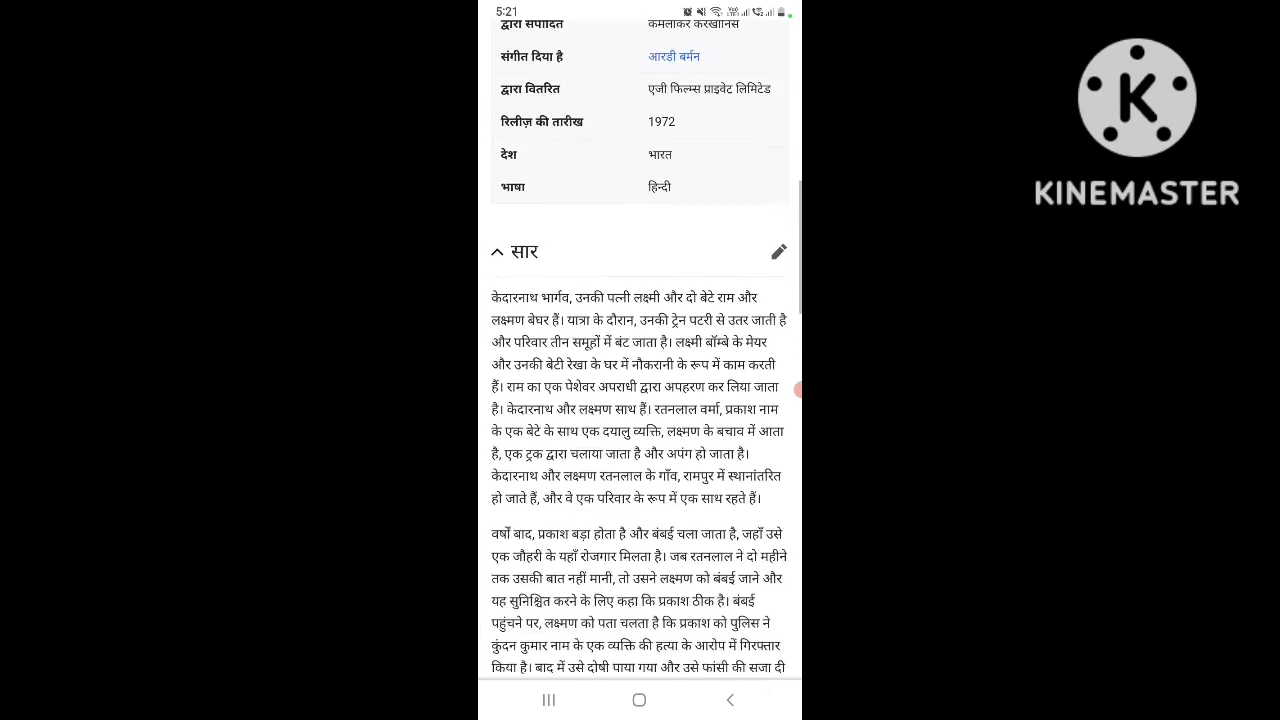 5:21
द्वारा संपादित कमलाकर करखानिस
संगीत दिया है आरडी बर्मन
द्वारा वितरित एजी फिल्म्स प्राइवेट लिमिटेड
रिलीज़ की तारीख 1972
देश भारत
भाषा हिन्दी
KINEMASTER
सार
केदारनाथ भार्गव, उनकी पत्नी लक्ष्मी और दो बेटे राम और
लक्ष्मण बेघर हैं। यात्रा के दौरान, उनकी ट्रेन पटरी से उतर जाती है
और परिवार तीन समूहों में बंट जाता है। लक्ष्मी बॉम्बे के मेयर
और उनकी बेटी रेखा के घर में नौकरानी के रूप में काम करती
हैं। राम का एक पेशेवर अपराधी द्वारा अपहरण कर लिया जाता
है। केदारनाथ और लक्ष्मण साथ हैं। रतनलाल वर्मा, प्रकाश नाम
के एक बेटे के साथ एक दयालु व्यक्ति, लक्ष्मण के बचाव में आता
है, एक ट्रक द्वारा चलाया जाता है और अपंग हो जाता है।
केदारनाथ और लक्ष्मण रतनलाल के गाँव, रामपुर में स्थानांतरित
हो जाते हैं, और वे एक परिवार के रूप में एक साथ रहते हैं।
वर्षों बाद, प्रकाश बड़ा होता है और बंबई चला जाता है, जहाँ उसे
एक जौहरी के यहाँ रोजगार मिलता है। जब रतनलाल ने दो महीने
तक उसकी बात नहीं मानी, तो उसने लक्ष्मण को बंबई जाने और
यह सुनिश्चित करने के लिए कहा कि प्रकाश ठीक है। बंबई
पहुंचने पर, लक्ष्मण को पता चलता है कि प्रकाश को पुलिस ने
कुंदन कुमार नाम के एक व्यक्ति की हत्या के आरोप में गिरफ्तार
किया है। बाद में उसे दोषी पाया गया और उसे फांसी की सजा दी